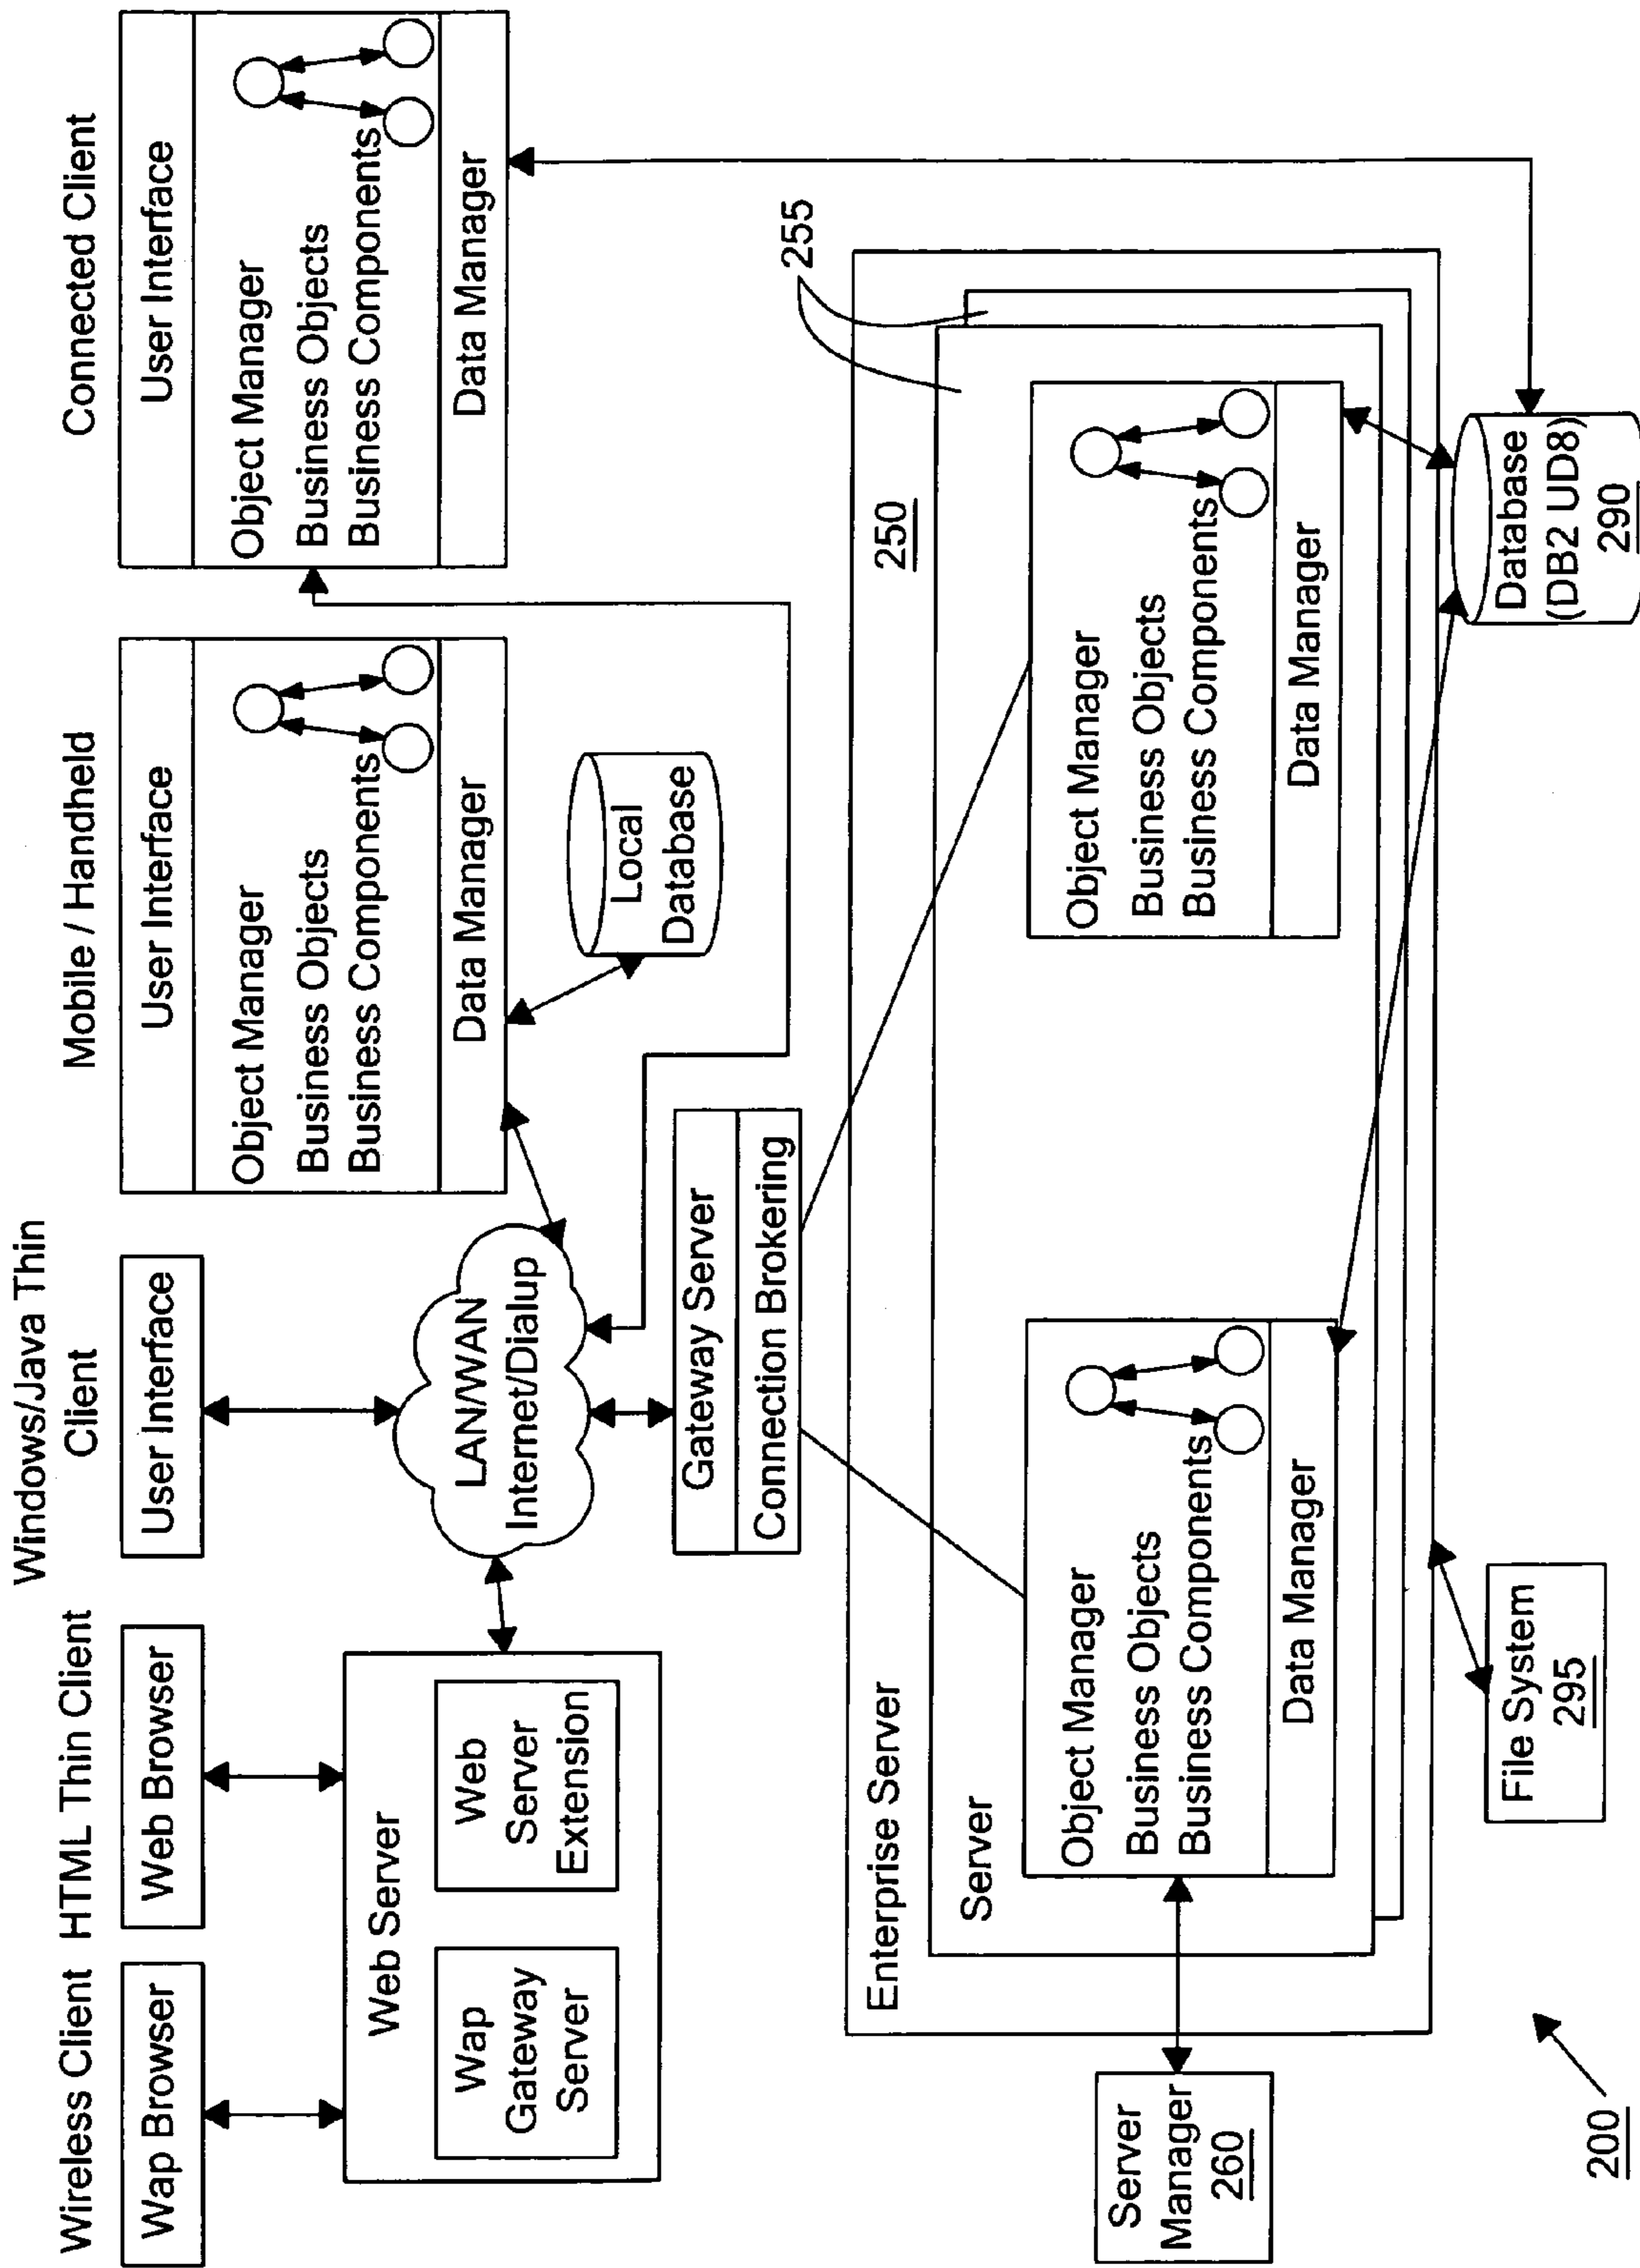 Wireless Client
HTML Thin Client
Windows/Java Thin
Client
Mobile / Handheld
Connected Client
Wap Browser
Web Browser
User Interface
User Interface
Object Manager
Business Objects
Business Components
Data Manager
User Interface
Object Manager
Business Objects
Business Components
Data Manager
Web Server
Wap
Gateway
Server
Web
Server
Extension
LAN/WAN
Internet/Dialup
Local
Database
Gateway Server
Connection Brokering
Enterprise Server
250
255
Server
Object Manager
Business Objects
Business Components
Data Manager
Object Manager
Business Objects
Business Components
Data Manager
Server
Manager
260
File System
295
Database
(DB2 UD8)
290
200